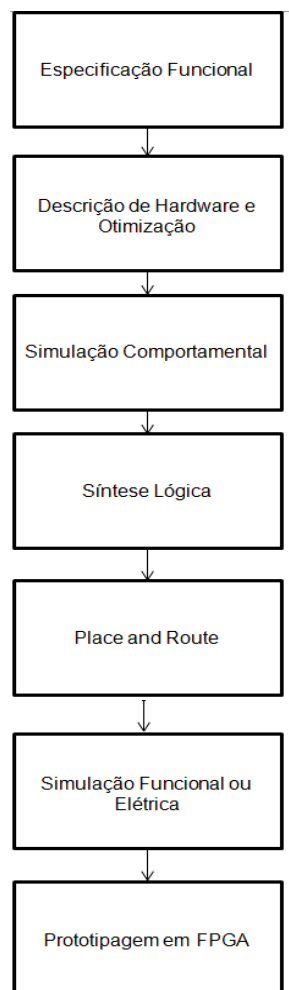 Especificação Funcional
Descrição de Hardware e
Otimização
Simulação Comportamental
Síntese Lógica
Place and Route
Simulação Funcional ou
Elétrica
Prototipagem em FPGA